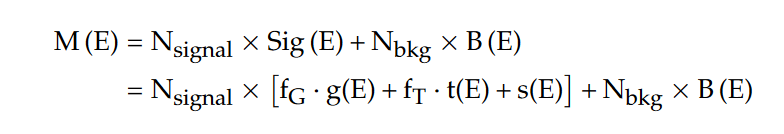 M (E) = N_signal × Sig (E) + N_bkg × B (E)
= N_signal × [f_G · g(E) + f_T · t(E) + s(E)] + N_bkg × B (E)